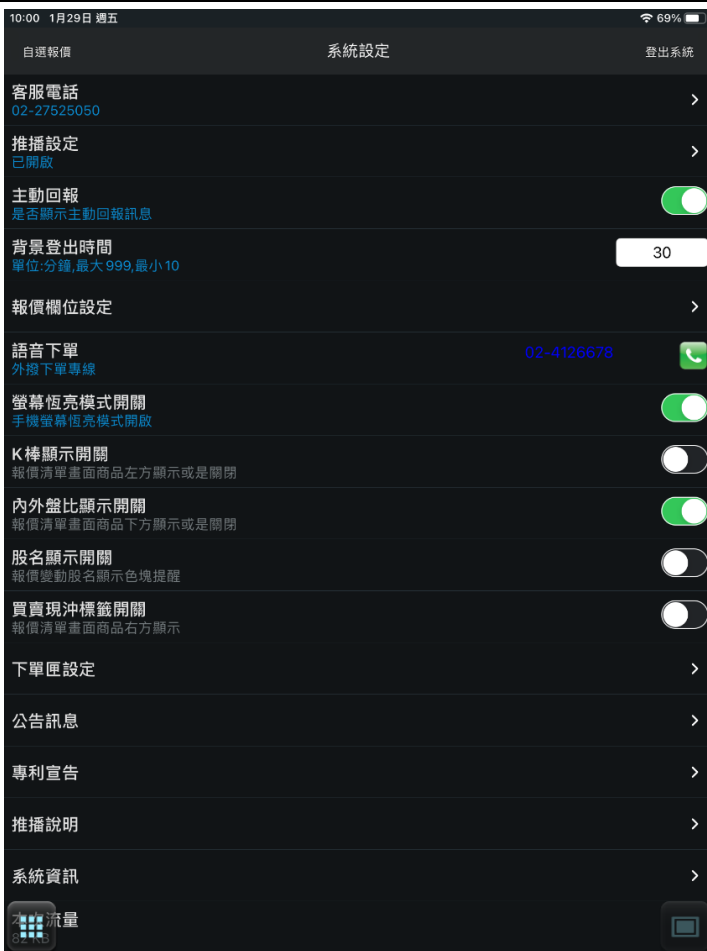 10:00 1月29日 週五 69%
自選報價 系統設定 登出系統
客服電話
02-27525050
推播設定
已開啟
主動回報
是否顯示主動回報訊息
背景登出時間
單位:分鐘,最大999,最小10
30
報價欄位設定
語音下單
外撥下單專線
02-4126678
螢幕恆亮模式開關
手機螢幕恆亮模式開啟
K棒顯示開關
報價清單畫面商品左方顯示或是關閉
內外盤比顯示開關
報價清單畫面商品下方顯示或是關閉
股名顯示開關
報價變動股名顯示色塊提醒
買賣現沖標籤開關
報價清單畫面商品右方顯示
下單匣設定
公告訊息
專利宣告
推播說明
系統資訊
流量
82 KB